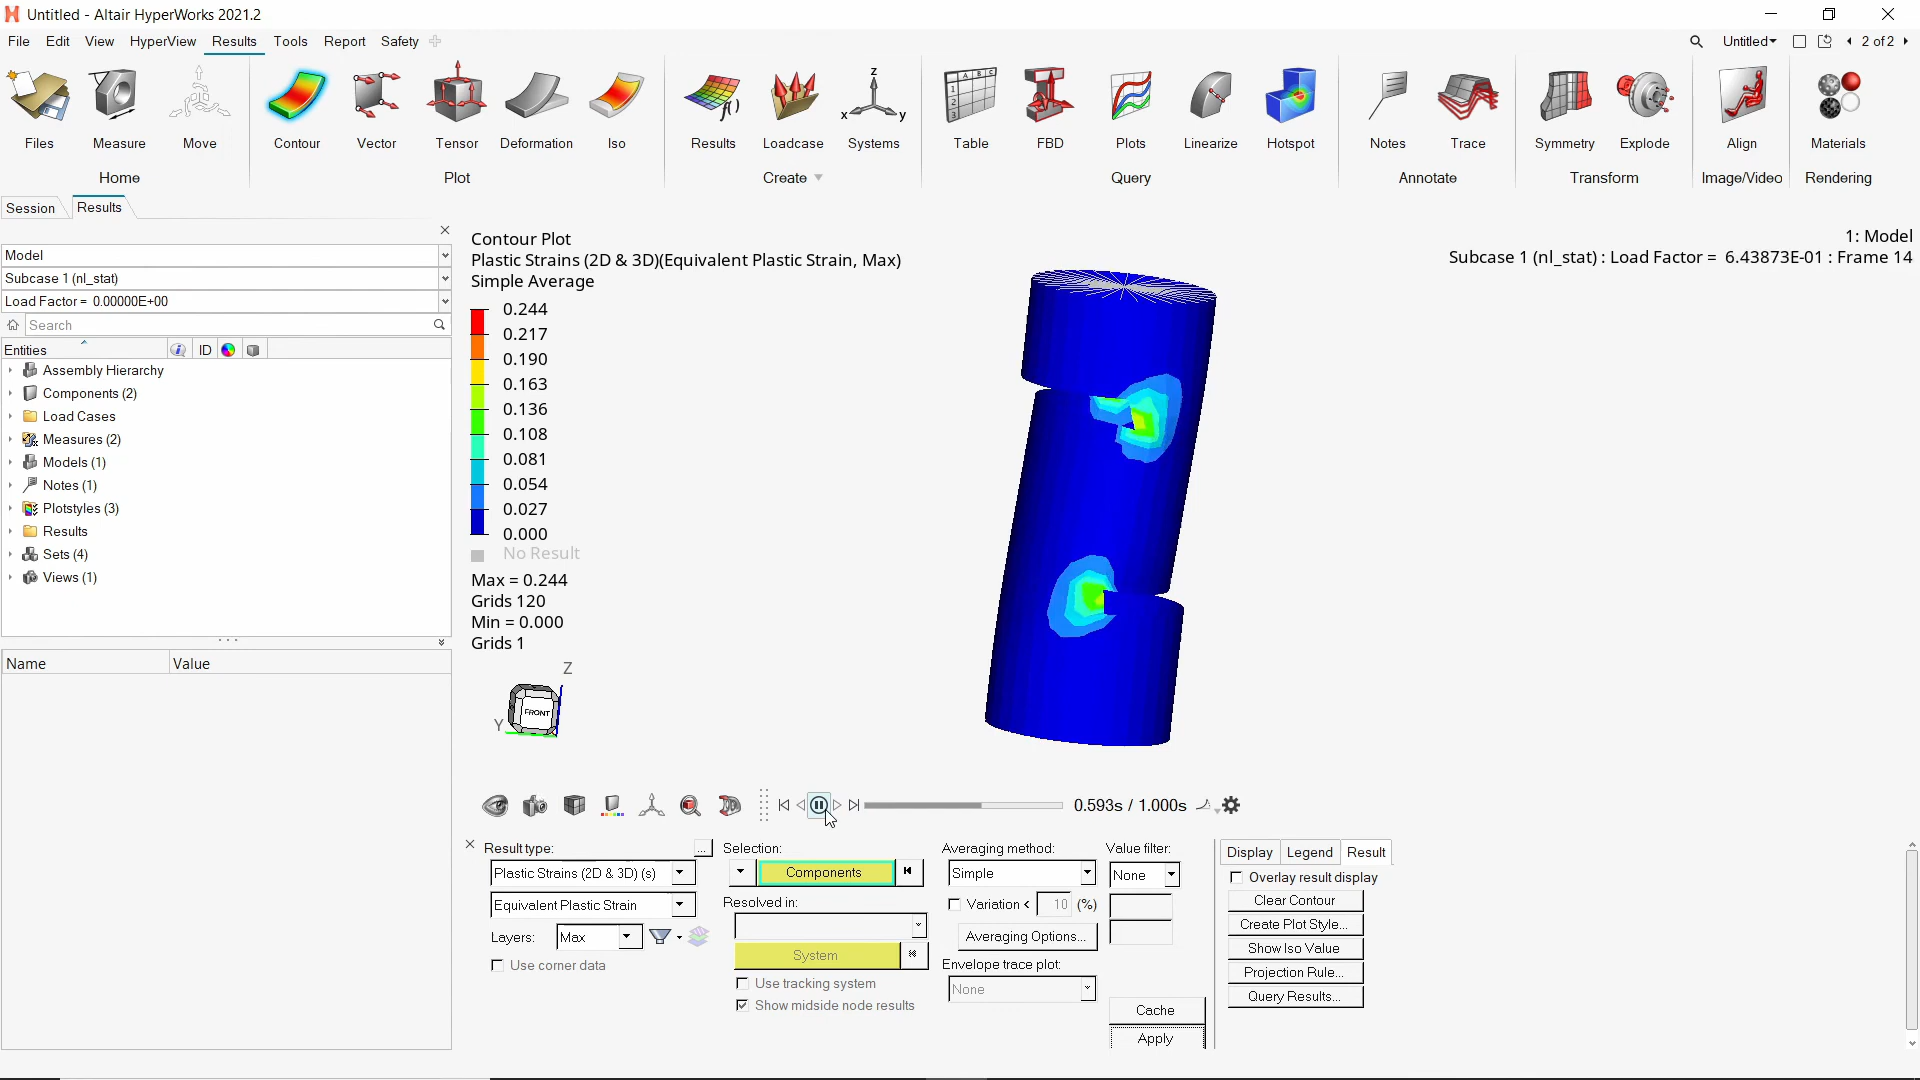 Untitled - Altair HyperWorks 2021.2
File Edit View HyperView Results Tools Report Safety
Untitled 2 of 2
Files Measure Move Contour Vector Tensor Deformation Iso Results Loadcase Systems Table FBD Plots Linearize Hotspot Notes Trace Symmetry Explode Align Materials
Home Plot Create Query Annotate Transform Image/Video Rendering
Session Results
Model
Subcase 1 (nl_stat)
Load Factor = 0.00000E+00
Search
Entities ID
Assembly Hierarchy
Components (2)
Load Cases
Measures (2)
Models (1)
Notes (1)
Plotstyles (3)
Results
Sets (4)
Views (1)
Name Value
Contour Plot
Plastic Strains (2D & 3D)(Equivalent Plastic Strain, Max)
Simple Average
0.244
0.217
0.190
0.163
0.136
0.108
0.081
0.054
0.027
0.000
No Result
Max = 0.244
Grids 120
Min = 0.000
Grids 1
Z
Y
FRONT
1: Model
Subcase 1 (nl_stat) : Load Factor = 6.43873E-01 : Frame 14
0.593s / 1.000s
Result type: ...
Plastic Strains (2D & 3D) (s)
Equivalent Plastic Strain
Layers: Max
Use corner data
Selection:
Components
Resolved in:
System
Use tracking system
Show midside node results
Averaging method:
Simple
Variation < 10 (%)
Averaging Options...
Envelope trace plot:
None
Value filter:
None
Cache
Apply
Display Legend Result
Overlay result display
Clear Contour
Create Plot Style...
Show Iso Value
Projection Rule...
Query Results...